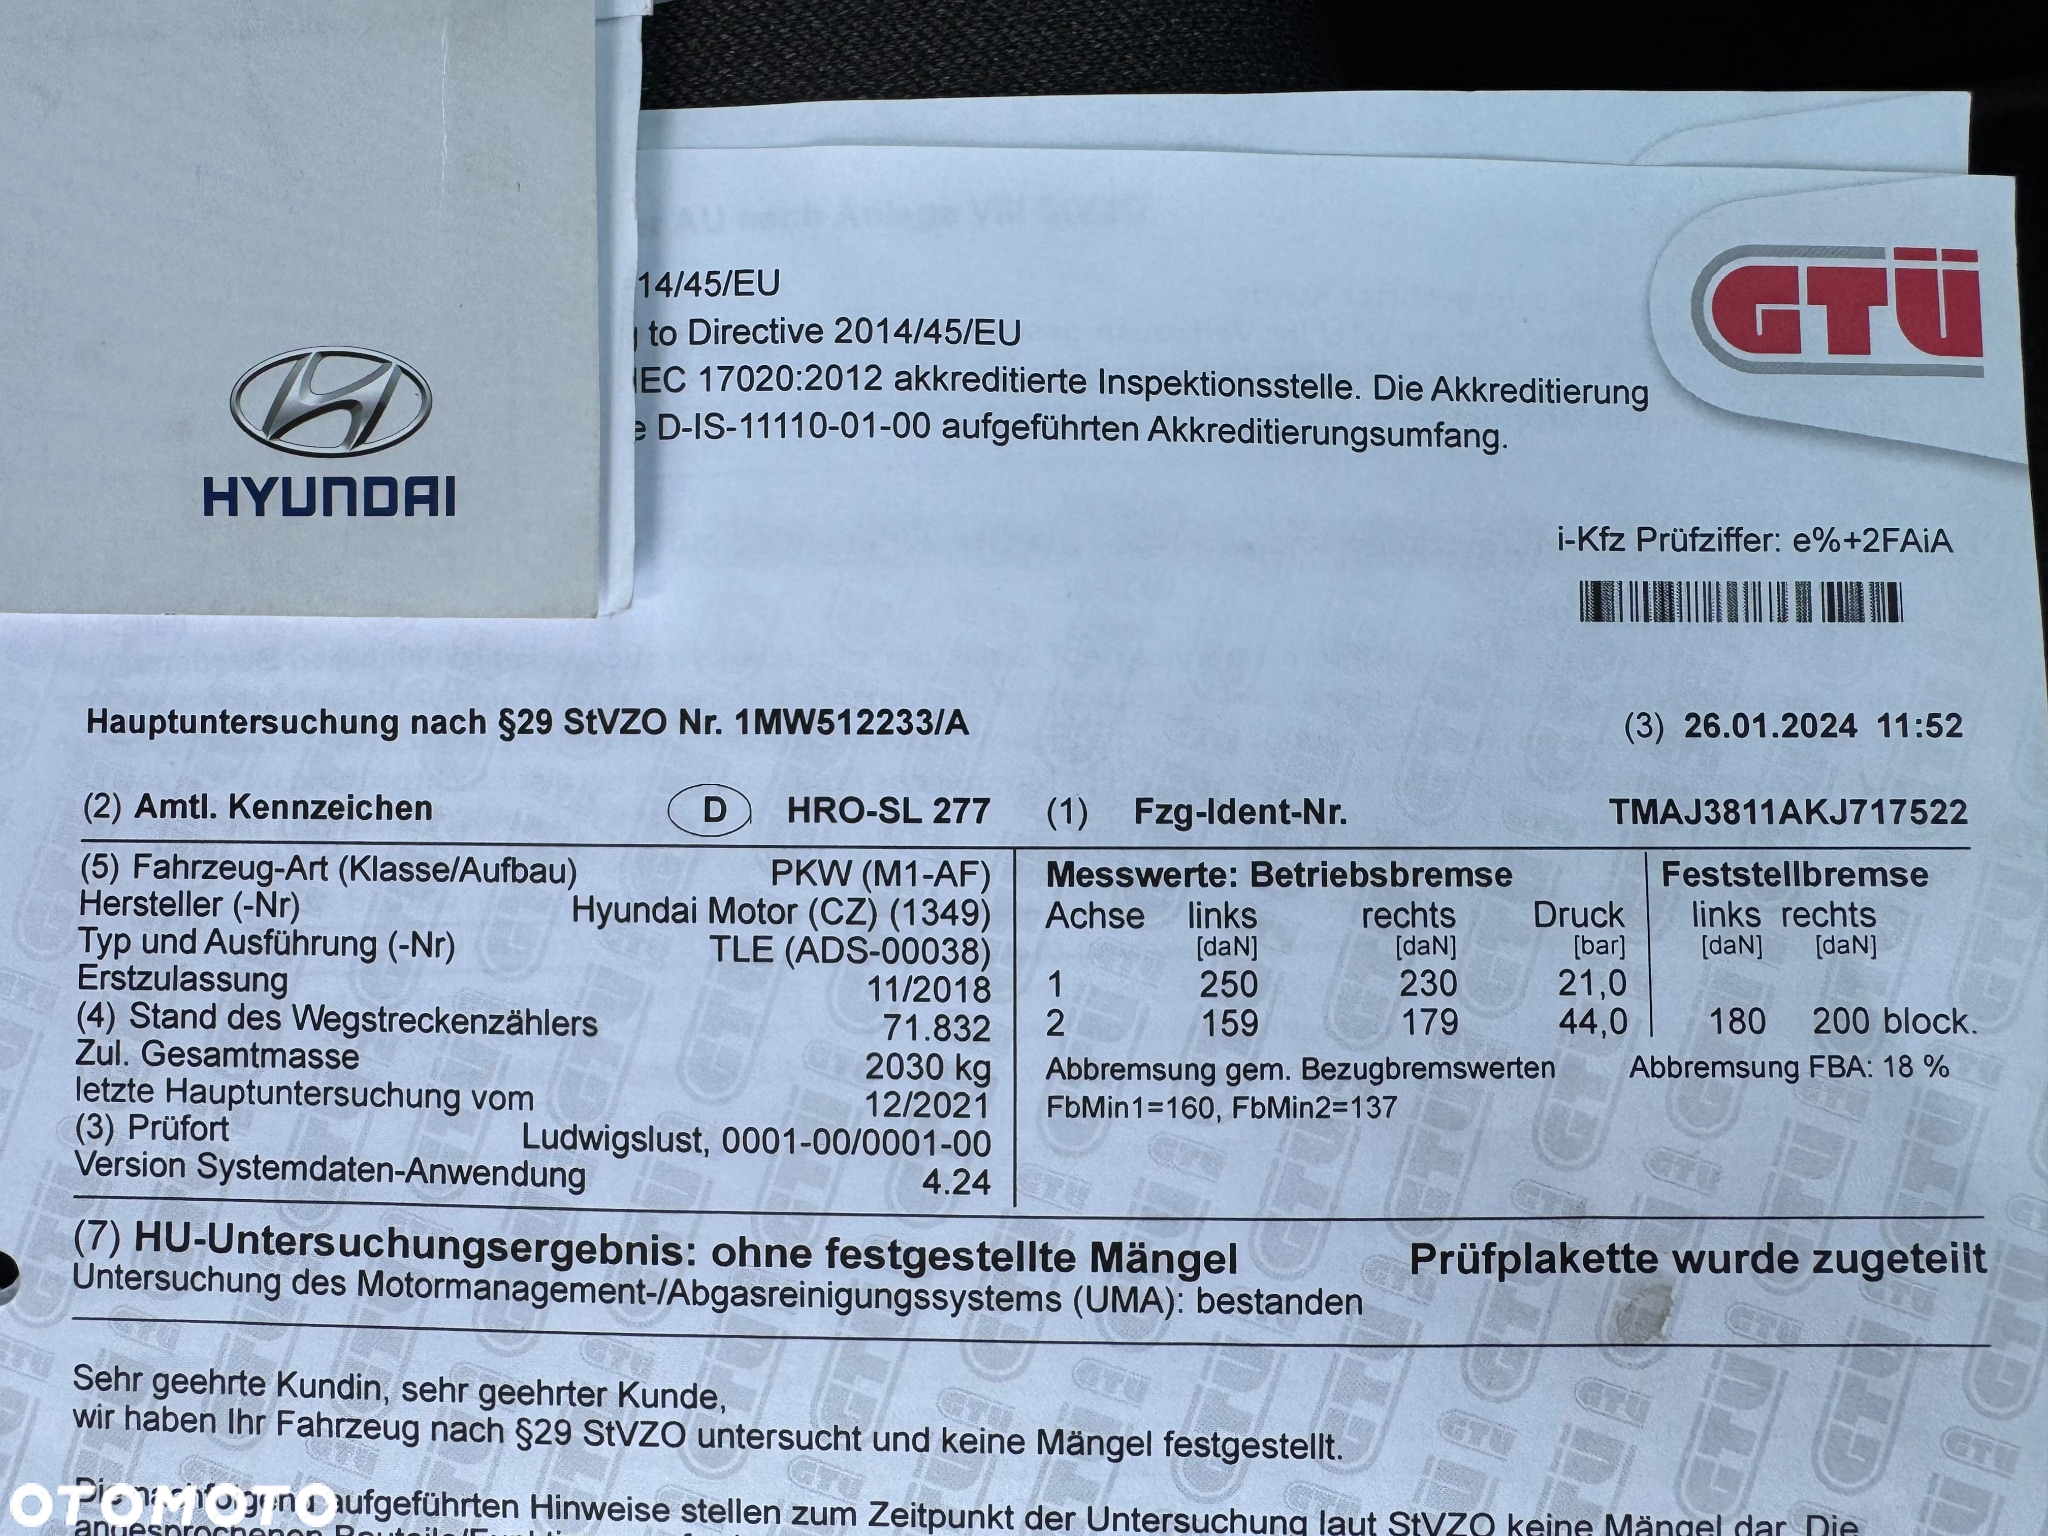 HYUNDAI
GTÜ
14/45/EU
to Directive 2014/45/EU
IEC 17020:2012 akkreditierte Inspektionsstelle. Die Akkreditierung
e D-IS-11110-01-00 aufgeführten Akkreditierungsumfang.
i-Kfz Prüfziffer: e%+2FAiA
Hauptuntersuchung nach §29 StVZO Nr. 1MW512233/A (3) 26.01.2024 11:52
(2) Amtl. Kennzeichen D HRO-SL 277 (1) Fzg-Ident-Nr. TMAJ3811AKJ717522
(5) Fahrzeug-Art (Klasse/Aufbau) PKW (M1-AF)
Hersteller (-Nr) Hyundai Motor (CZ) (1349)
Typ und Ausführung (-Nr) TLE (ADS-00038)
Erstzulassung 11/2018
(4) Stand des Wegstreckenzählers 71.832
Zul. Gesamtmasse 2030 kg
letzte Hauptuntersuchung vom 12/2021
(3) Prüfort Ludwigslust, 0001-00/0001-00
Version Systemdaten-Anwendung 4.24
Messwerte: Betriebsbremse Feststellbremse
Achse links rechts Druck links rechts
[daN] [daN] [bar] [daN] [daN]
1 250 230 21,0
2 159 179 44,0 180 200 block.
Abbremsung gem. Bezugbremswerten Abbremsung FBA: 18 %
FbMin1=160, FbMin2=137
(7) HU-Untersuchungsergebnis: ohne festgestellte Mängel Prüfplakette wurde zugeteilt
Untersuchung des Motormanagement-/Abgasreinigungssystems (UMA): bestanden
Sehr geehrte Kundin, sehr geehrter Kunde,
wir haben Ihr Fahrzeug nach §29 StVZO untersucht und keine Mängel festgestellt.
Die nachfolgend aufgeführten Hinweise stellen zum Zeitpunkt der Untersuchung laut StVZO keine Mängel dar. Die
OTOMOTO